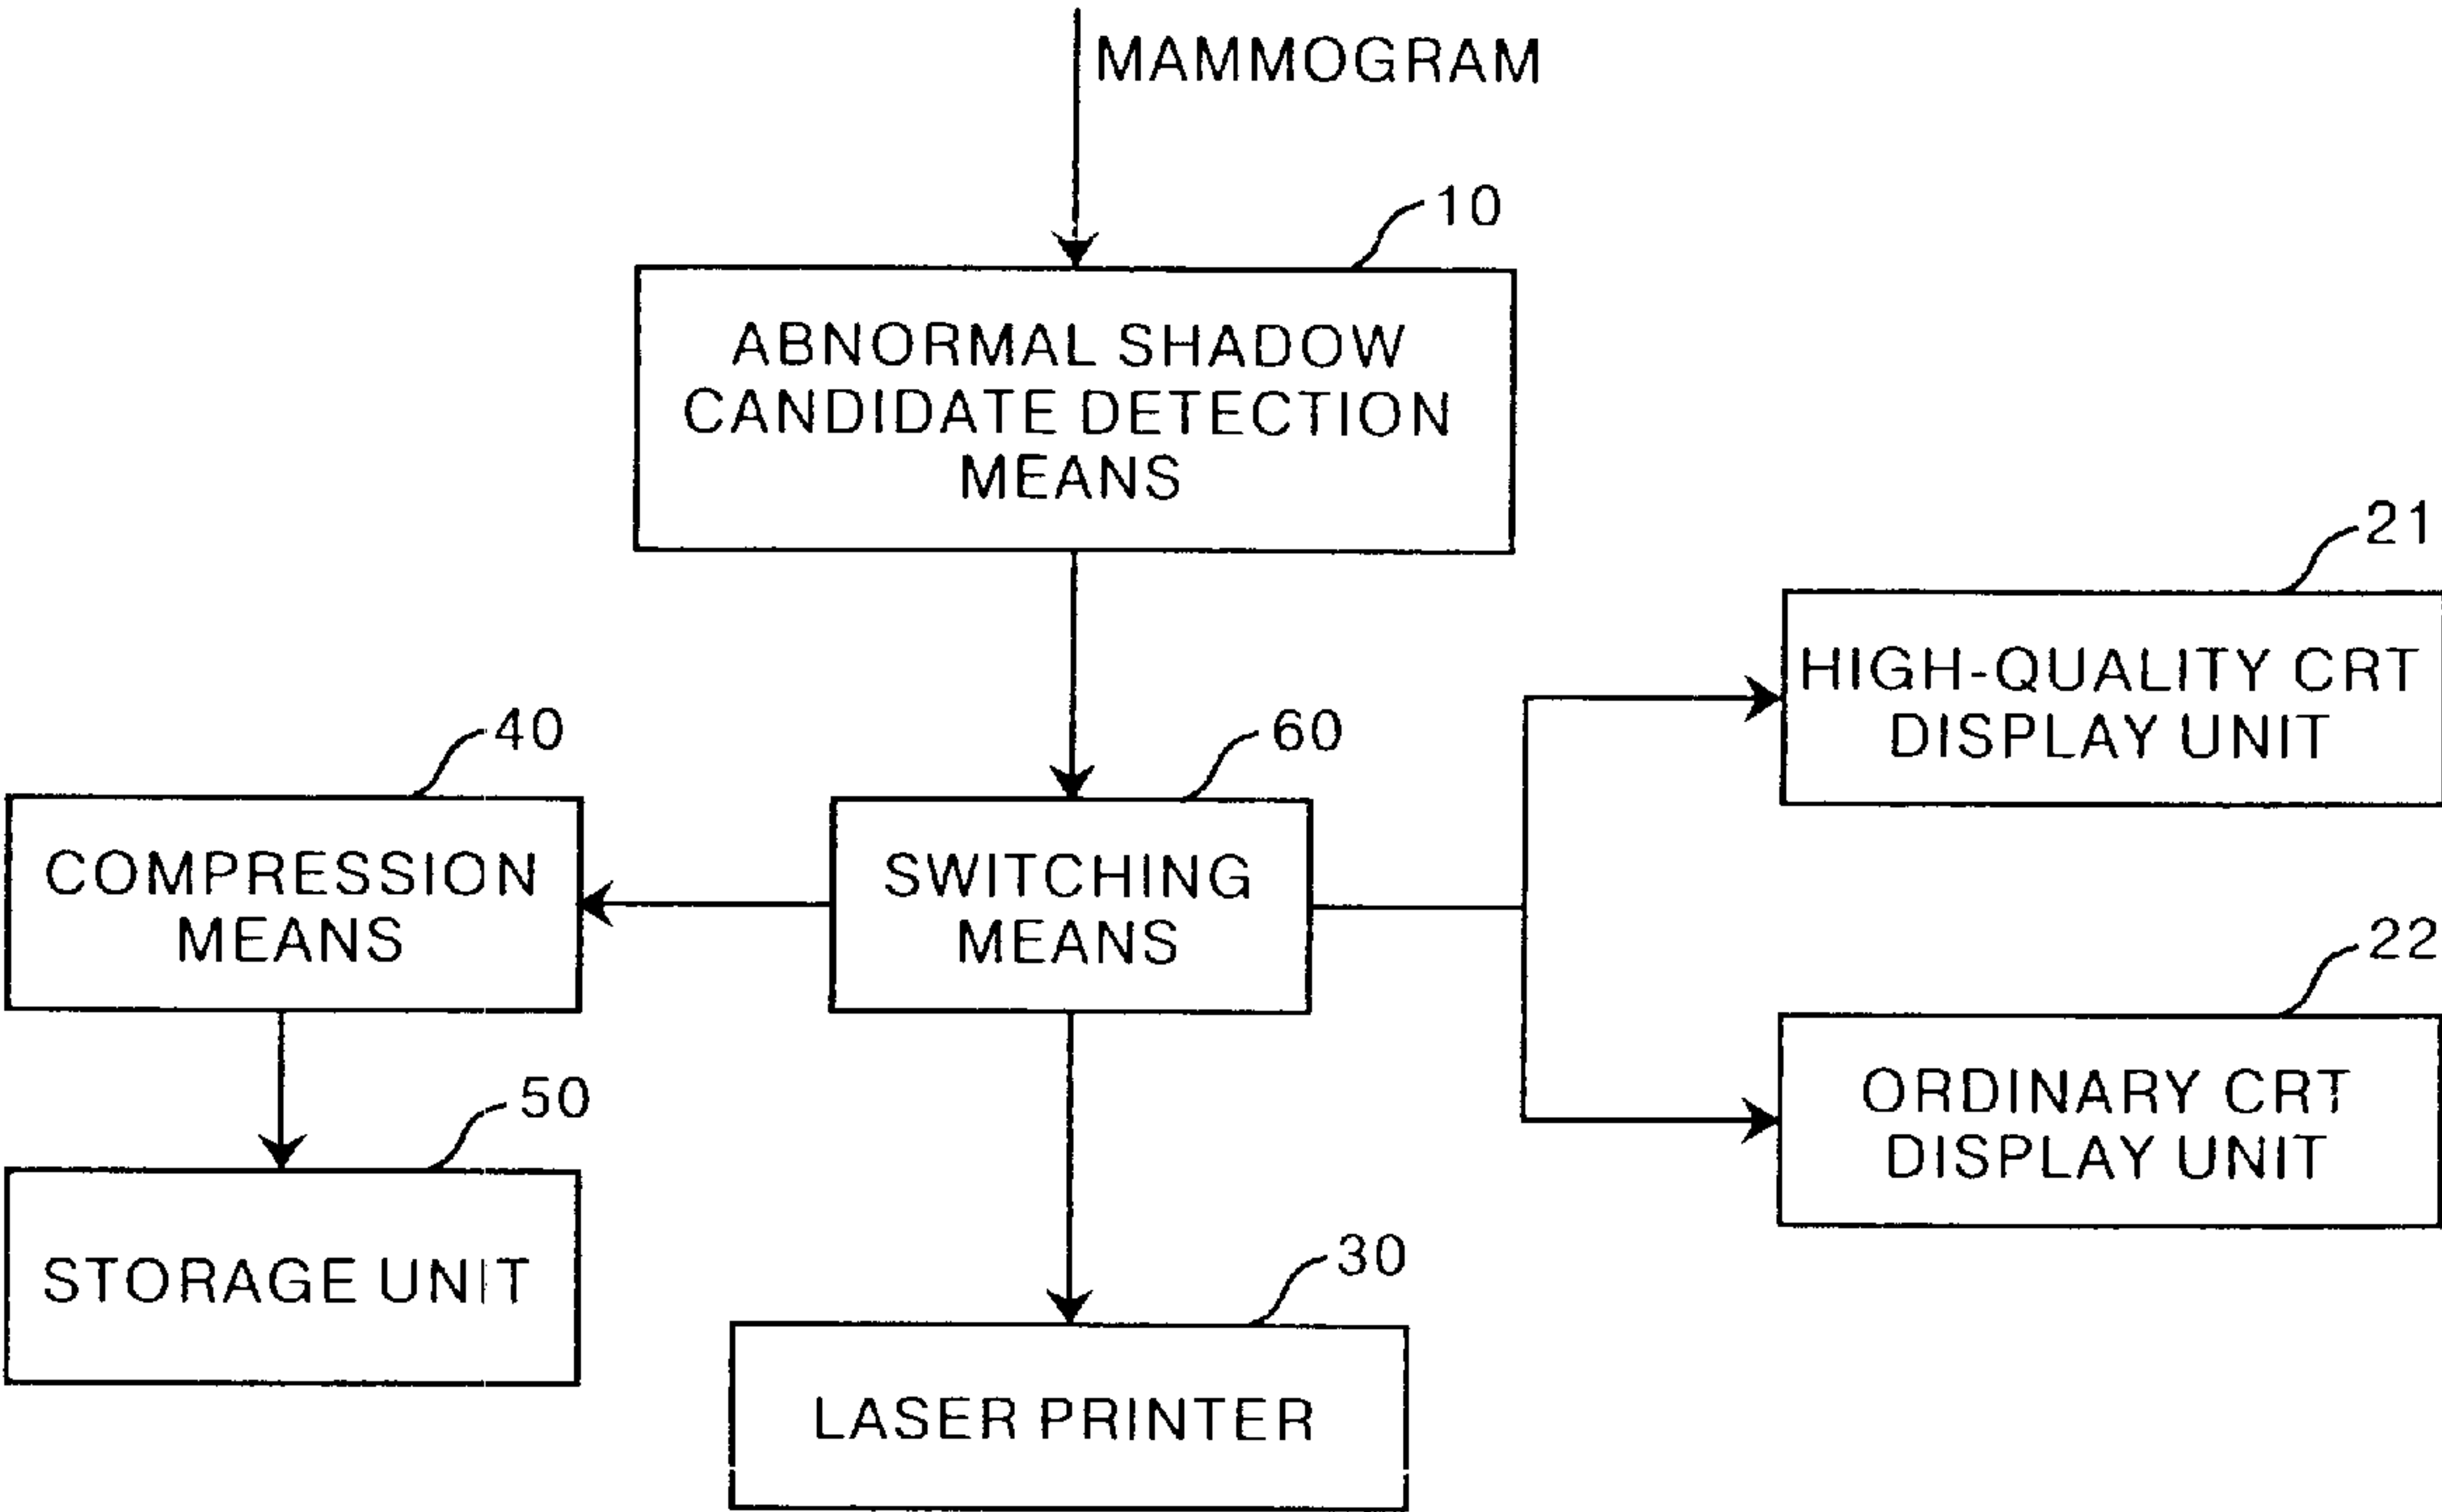 MAMMOGRAM
10
ABNORMAL SHADOW
CANDIDATE DETECTION
MEANS
21
HIGH-QUALITY CRT
DISPLAY UNIT
40
COMPRESSION
MEANS
60
SWITCHING
MEANS
22
ORDINARY CRT
DISPLAY UNIT
50
STORAGE UNIT
30
LASER PRINTER